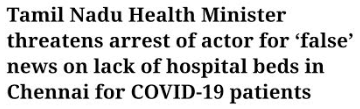 Tamil Nadu Health Minister
threatens arrest of actor for ‘false’
news on lack of hospital beds in
Chennai for COVID-19 patients